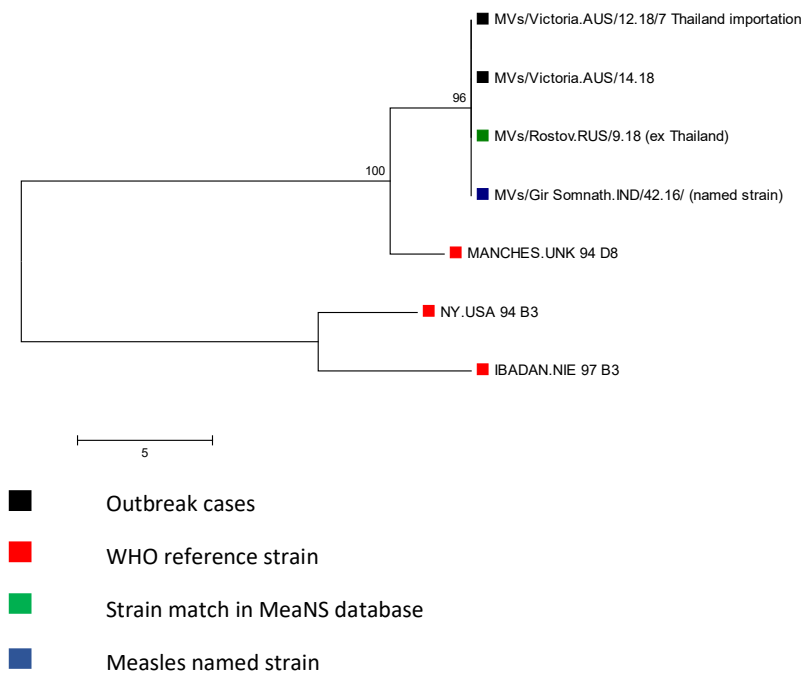 MVs/Victoria.AUS/12.18/7 Thailand importation
MVs/Victoria.AUS/14.18
96
MVs/Rostov.RUS/9.18 (ex Thailand)
100
MVs/Gir Somnath.IND/42.16/ (named strain)
MANCHES.UNK 94 D8
NY.USA 94 B3
IBADAN.NIE 97 B3
5
Outbreak cases
WHO reference strain
Strain match in MeaNS database
Measles named strain